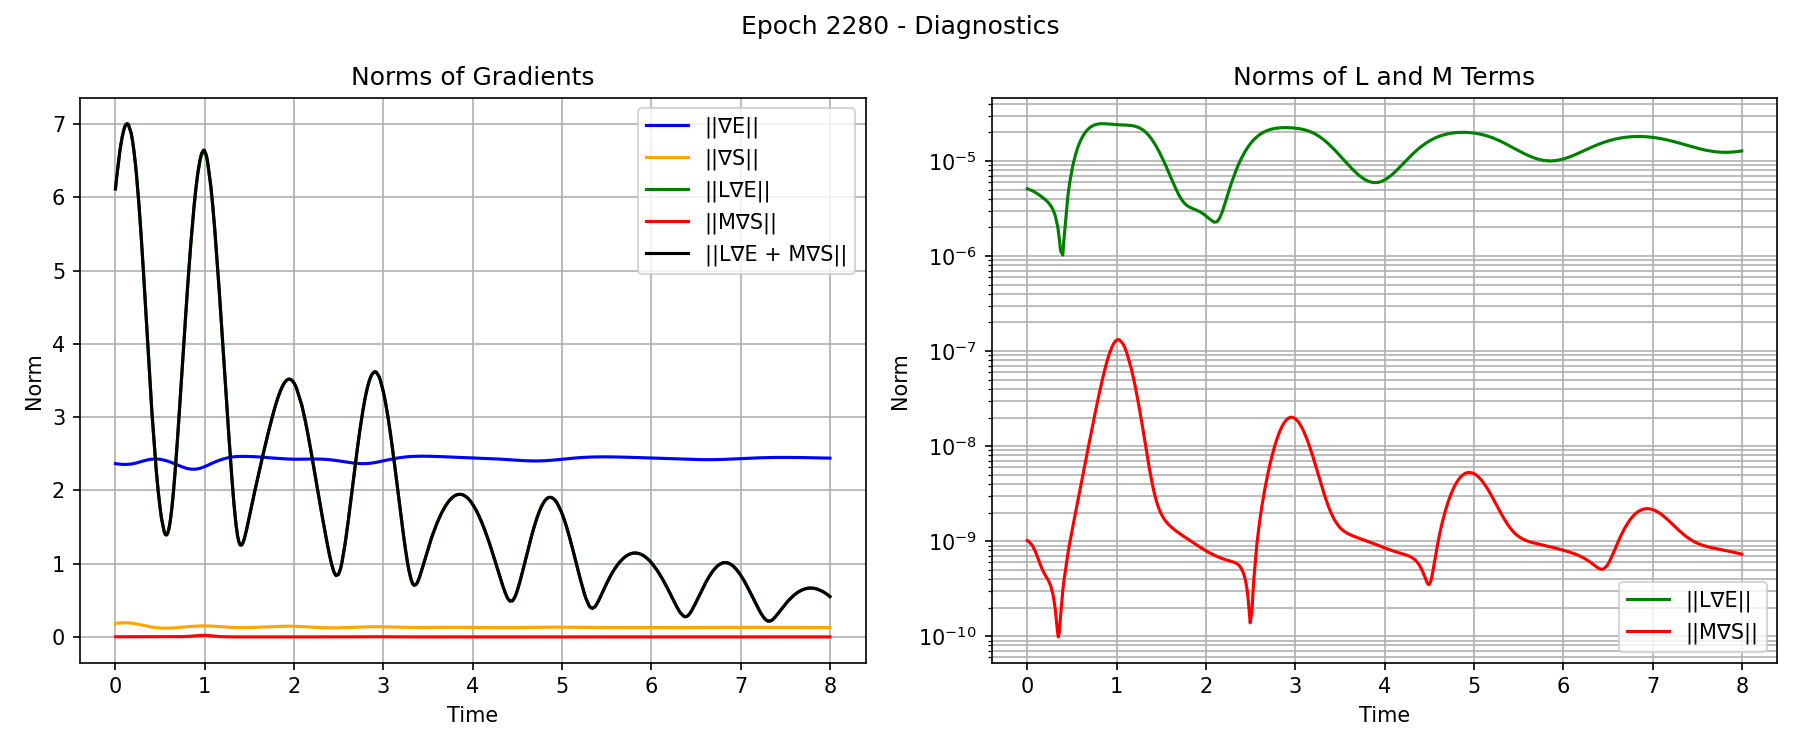 Epoch 2280 - Diagnostics
Norms of Gradients
Norm
7
6
5
4
3
2
1
0
||∇E||
||∇S||
||L∇E||
||M∇S||
||L∇E + M∇S||
0 1 2 3 4 5 6 7 8
Time
Norms of L and M Terms
Norm
10⁻⁵
10⁻⁶
10⁻⁷
10⁻⁸
10⁻⁹
10⁻¹⁰
||L∇E||
||M∇S||
0 1 2 3 4 5 6 7 8
Time